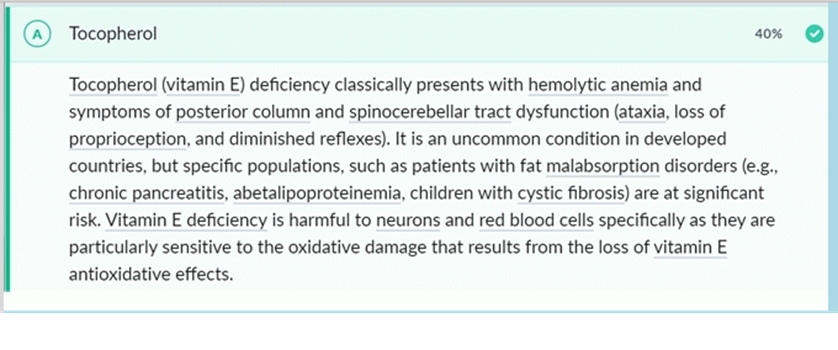 A Tocopherol 40%
Tocopherol (vitamin E) deficiency classically presents with hemolytic anemia and
symptoms of posterior column and spinocerebellar tract dysfunction (ataxia, loss of
proprioception, and diminished reflexes). It is an uncommon condition in developed
countries, but specific populations, such as patients with fat malabsorption disorders (e.g.,
chronic pancreatitis, abetalipoproteinemia, children with cystic fibrosis) are at significant
risk. Vitamin E deficiency is harmful to neurons and red blood cells specifically as they are
particularly sensitive to the oxidative damage that results from the loss of vitamin E
antioxidative effects.